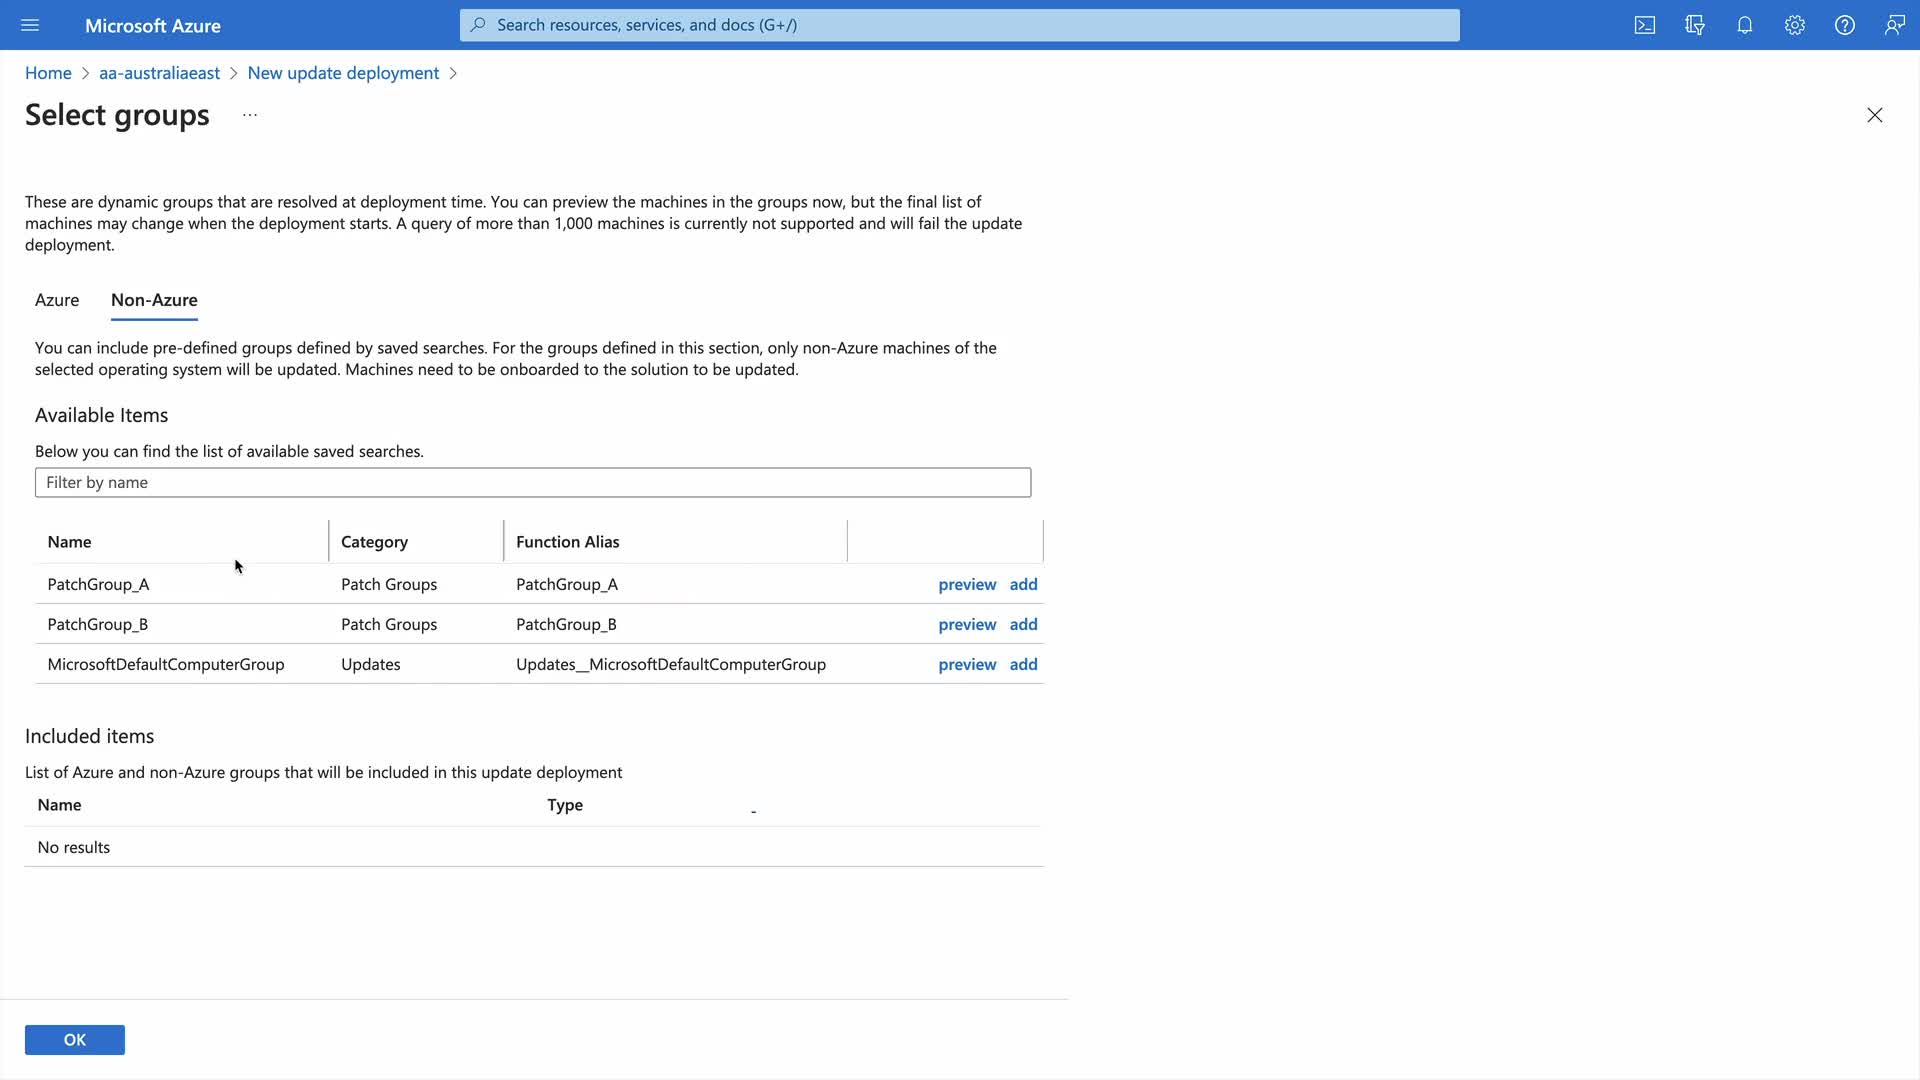 Microsoft Azure
Search resources, services, and docs (G+/)
Home > aa-australiaeast > New update deployment >
Select groups ...
These are dynamic groups that are resolved at deployment time. You can preview the machines in the groups now, but the final list of
machines may change when the deployment starts. A query of more than 1,000 machines is currently not supported and will fail the update
deployment.
Azure Non-Azure
You can include pre-defined groups defined by saved searches. For the groups defined in this section, only non-Azure machines of the
selected operating system will be updated. Machines need to be onboarded to the solution to be updated.
Available Items
Below you can find the list of available saved searches.
Filter by name
Name Category Function Alias
PatchGroup_A Patch Groups PatchGroup_A preview add
PatchGroup_B Patch Groups PatchGroup_B preview add
MicrosoftDefaultComputerGroup Updates Updates__MicrosoftDefaultComputerGroup preview add
Included items
List of Azure and non-Azure groups that will be included in this update deployment
Name Type -
No results
OK